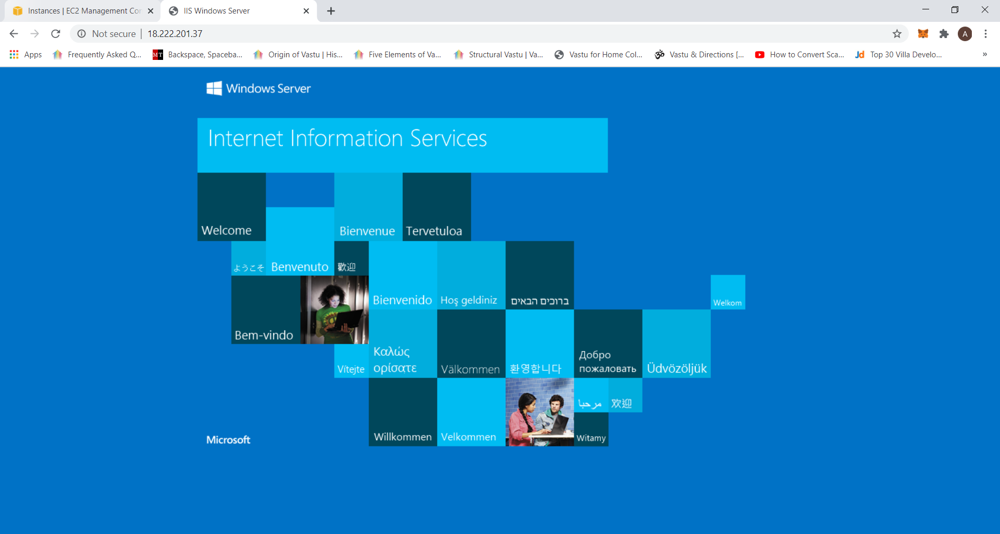 Instances | EC2 Management Con
IIS Windows Server
Not secure
18.222.201.37
A
Apps
Frequently Asked Q...
MT
Backspace, Spaceba...
Origin of Vastu | His...
Five Elements of Va...
Structural Vastu | Va...
Vastu for Home Col...
ॐ
Vastu & Directions [...
How to Convert Sca...
Jd
Top 30 Villa Develo...
»
Windows Server
Internet Information Services
Welcome
Bienvenue
Tervetuloa
ようこそ
Benvenuto
歡迎
Bienvenido
Hoş geldiniz
ברוכים הבאים
Welkom
Bem-vindo
Vítejte
Καλώς
ορίσατε
Välkommen
환영합니다
Добро
пожаловать
Üdvözöljük
مرحبا
欢迎
Willkommen
Velkommen
Witamy
Microsoft